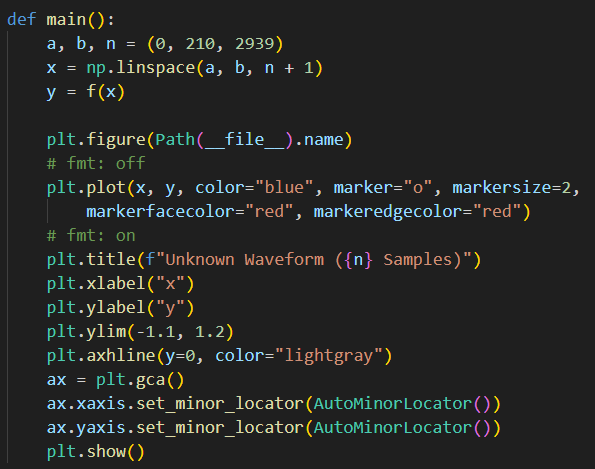 def main():
    a, b, n = (0, 210, 2939)
    x = np.linspace(a, b, n + 1)
    y = f(x)

    plt.figure(Path(__file__).name)
    # fmt: off
    plt.plot(x, y, color="blue", marker="o", markersize=2,
        markerfacecolor="red", markeredgecolor="red")
    # fmt: on
    plt.title(f"Unknown Waveform ({n} Samples)")
    plt.xlabel("x")
    plt.ylabel("y")
    plt.ylim(-1.1, 1.2)
    plt.axhline(y=0, color="lightgray")
    ax = plt.gca()
    ax.xaxis.set_minor_locator(AutoMinorLocator())
    ax.yaxis.set_minor_locator(AutoMinorLocator())
    plt.show()